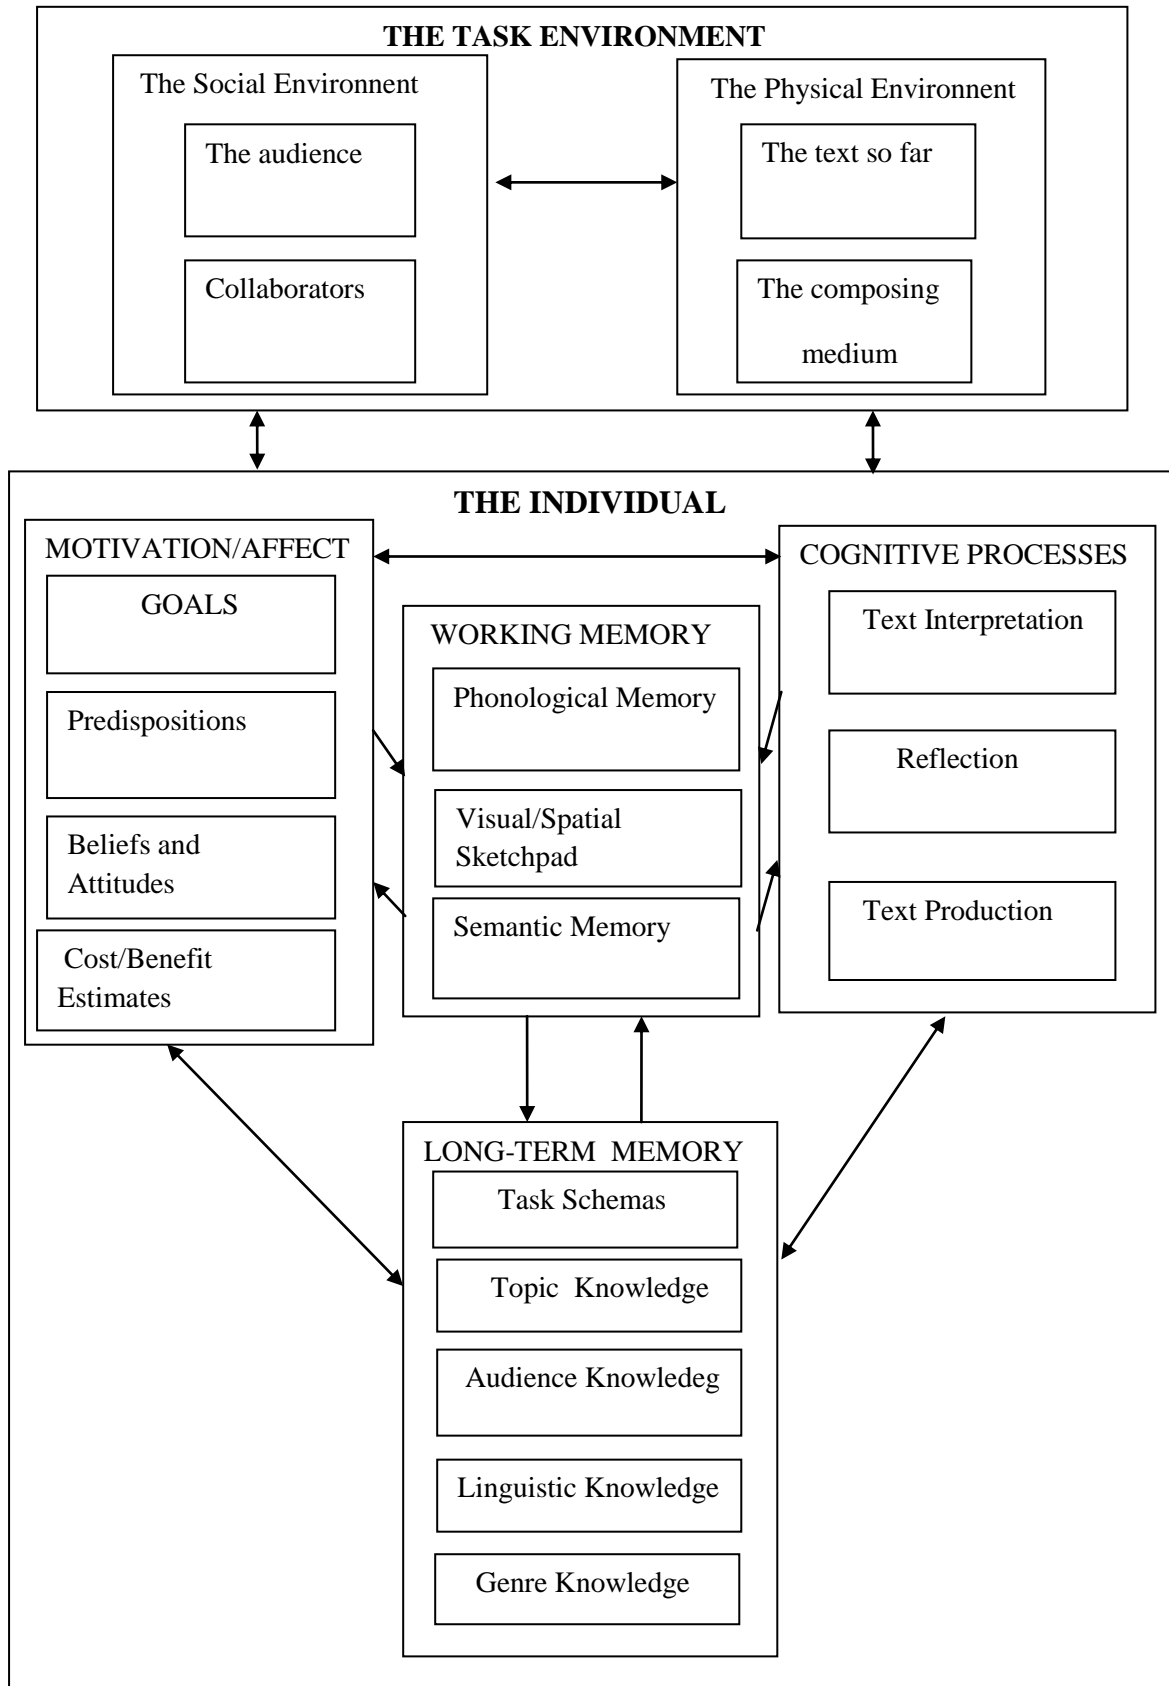 THE TASK ENVIRONMENT
The Social Environnent
The audience
Collaborators
The Physical Environnent
The text so far
The composing
medium
THE INDIVIDUAL
MOTIVATION/AFFECT
GOALS
Predispositions
Beliefs and
Attitudes
Cost/Benefit
Estimates
WORKING MEMORY
Phonological Memory
Visual/Spatial
Sketchpad
Semantic Memory
COGNITIVE PROCESSES
Text Interpretation
Reflection
Text Production
LONG-TERM MEMORY
Task Schemas
Topic Knowledge
Audience Knowledeg
Linguistic Knowledge
Genre Knowledge